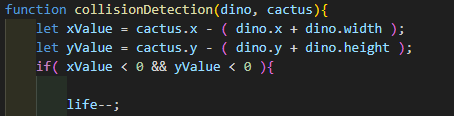 function collisionDetection(dino, cactus){
let xValue = cactus.x - ( dino.x + dino.width );
let yValue = cactus.y - ( dino.y + dino.height );
if( xValue < 0 && yValue < 0 ){
life--;